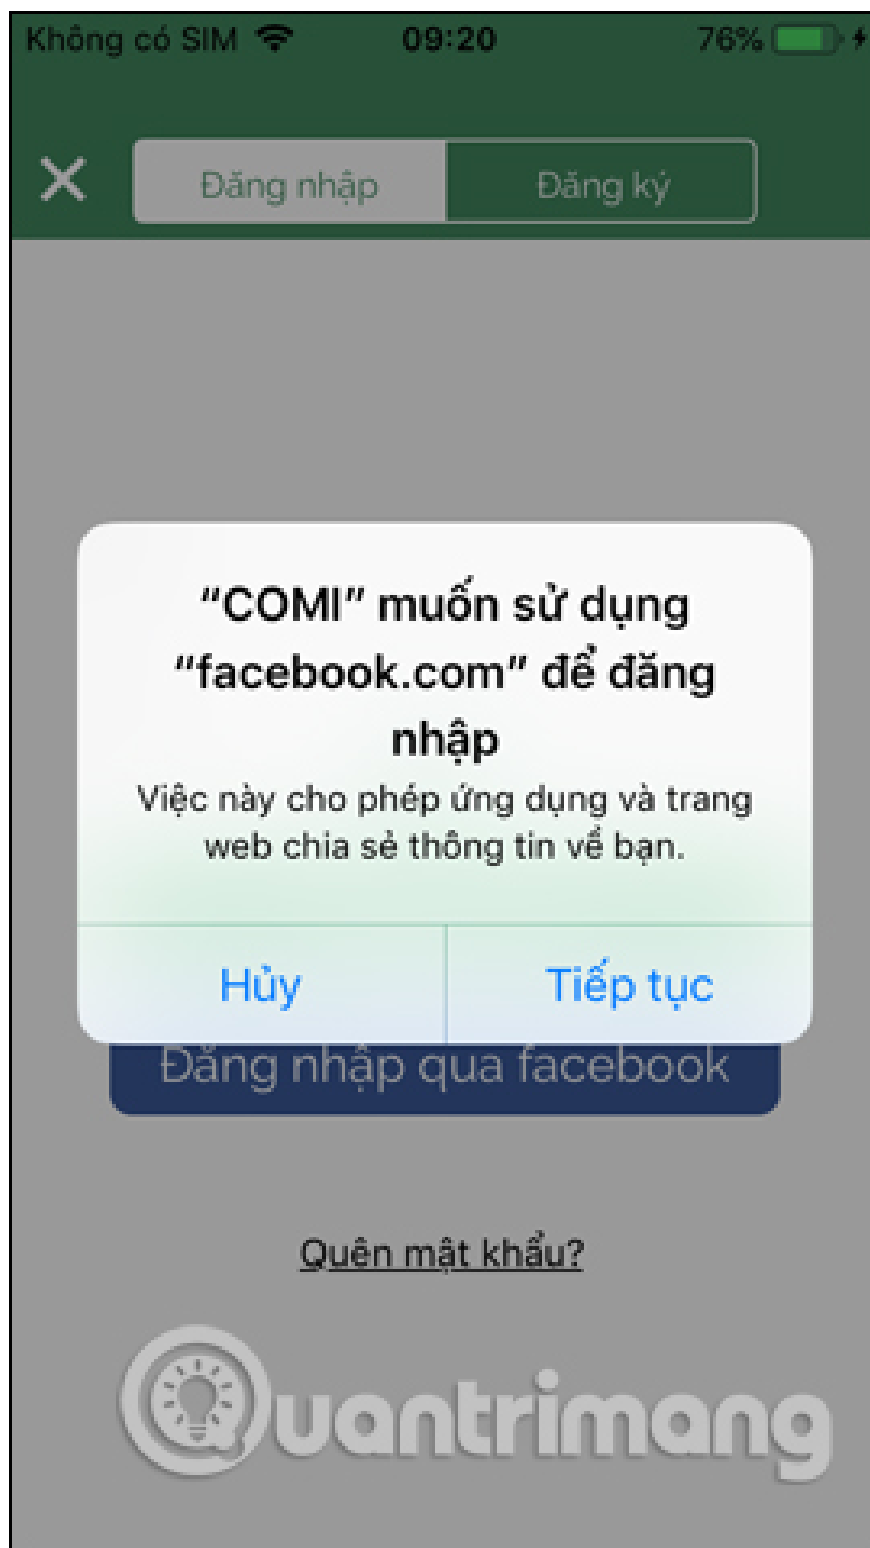 Không có SIM 09:20 76%
Đăng nhập Đăng ký
“COMI” muốn sử dụng
“facebook.com” để đăng
nhập
Việc này cho phép ứng dụng và trang
web chia sẻ thông tin về bạn.
Hủy Tiếp tục
Đăng nhập qua facebook
Quên mật khẩu?
Quantrimang